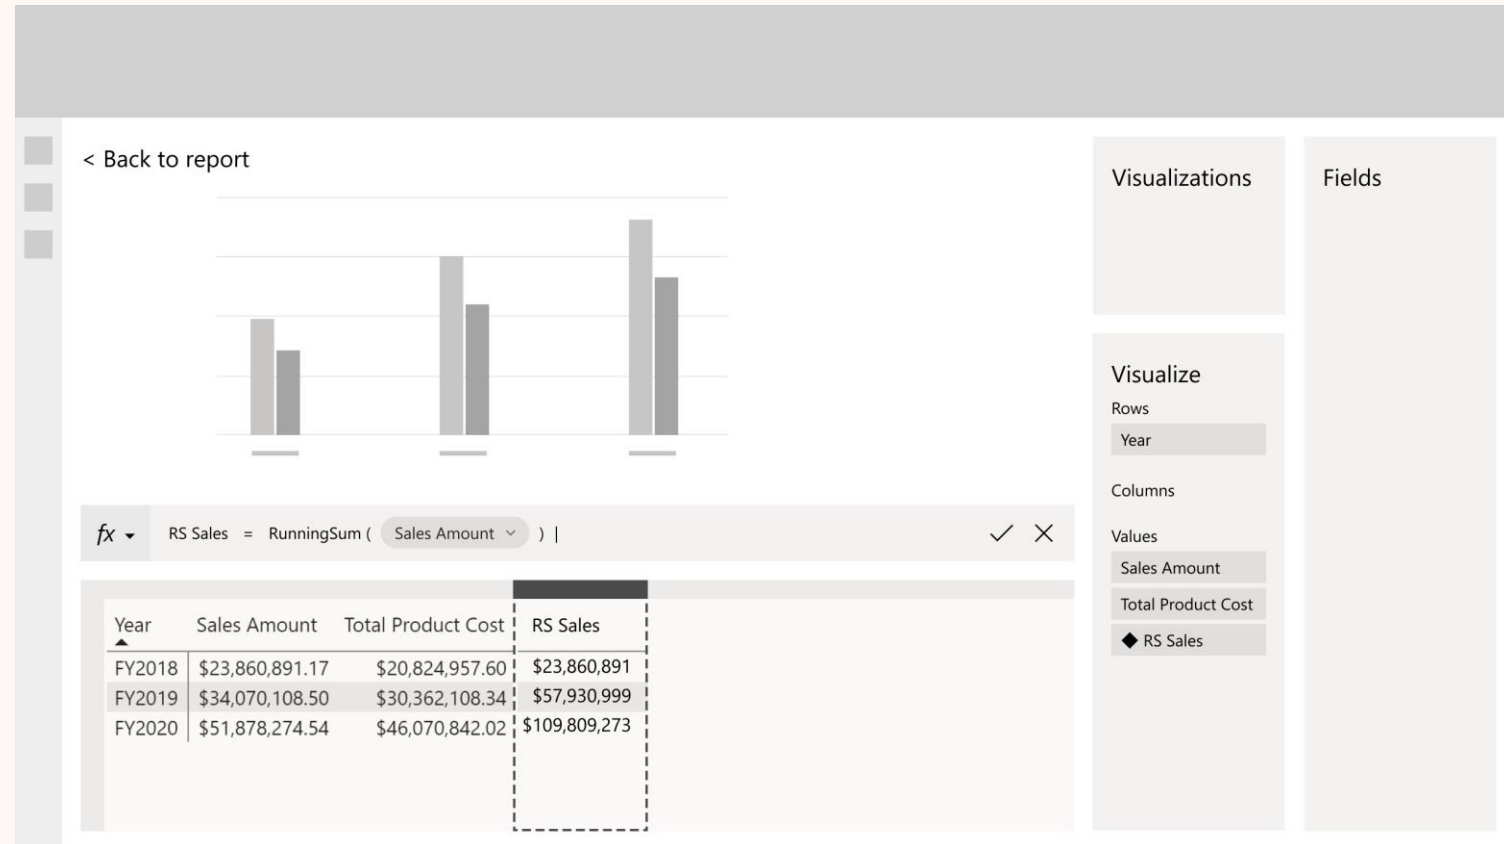 < Back to report
fx
RS Sales = RunningSum ( Sales Amount ) |
Year Sales Amount Total Product Cost RS Sales
FY2018 $23,860,891.17 $20,824,957.60 $23,860,891
FY2019 $34,070,108.50 $30,362,108.34 $57,930,999
FY2020 $51,878,274.54 $46,070,842.02 $109,809,273
Visualizations
Visualize
Rows
Year
Columns
Values
Sales Amount
Total Product Cost
RS Sales
Fields